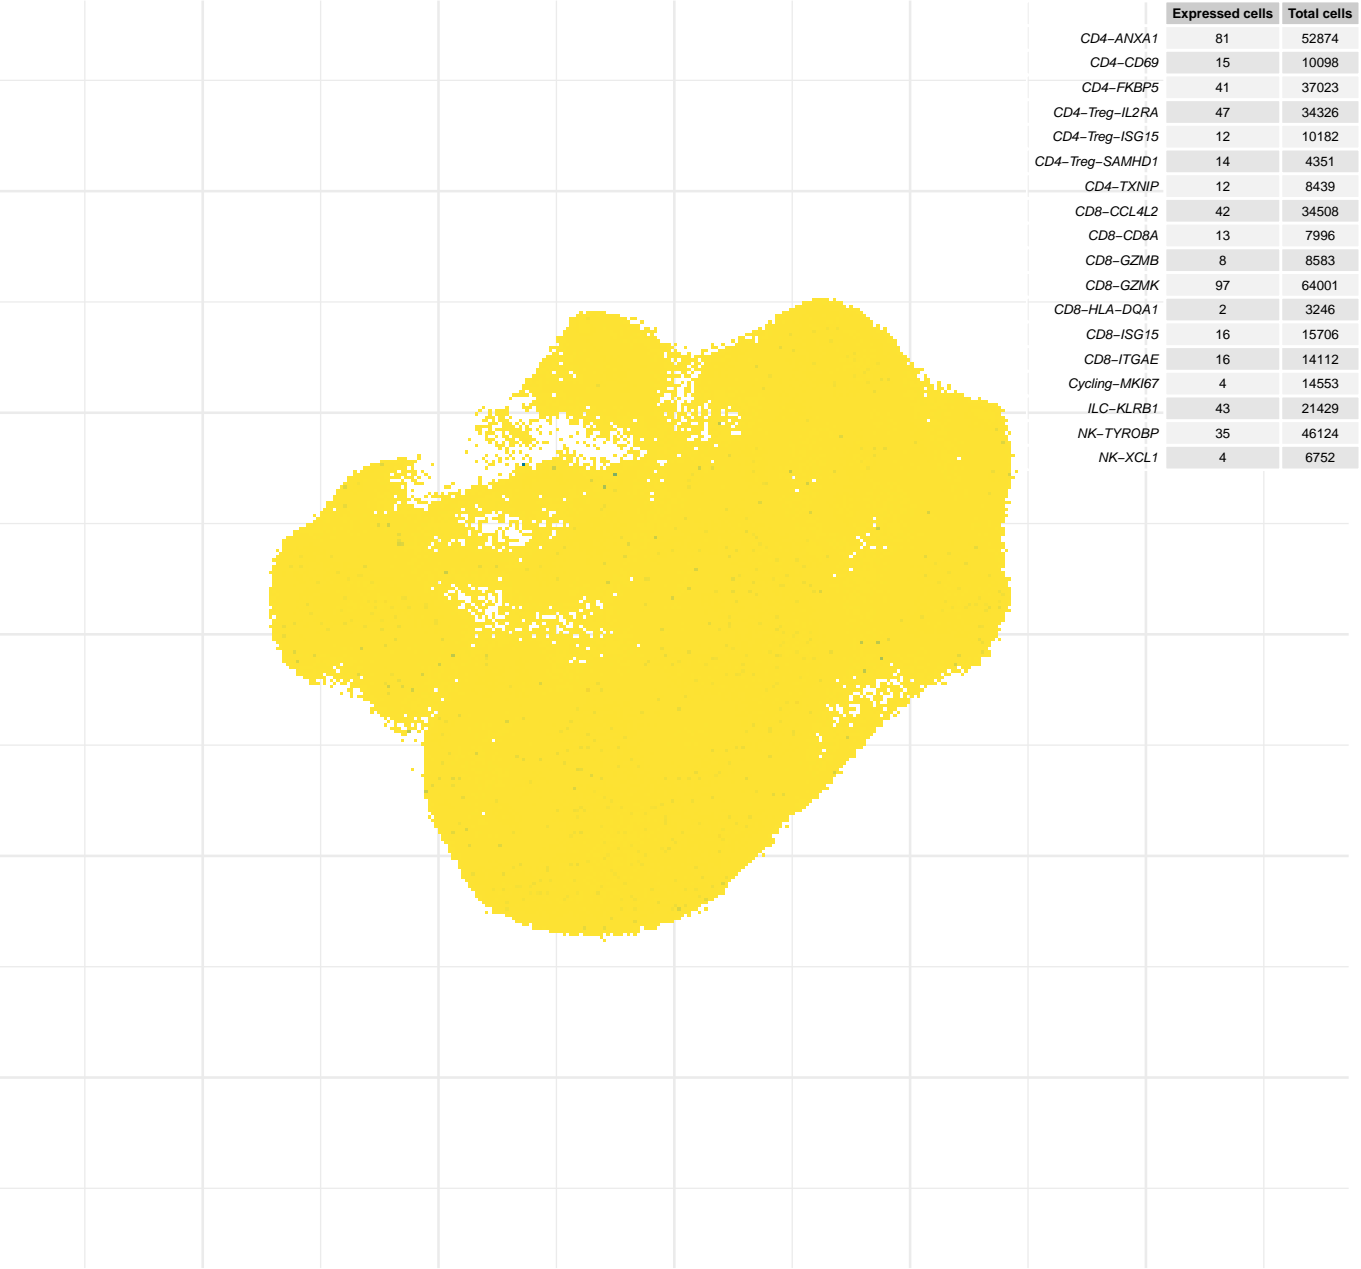 Expressed cells Total cells
CD4−ANXA1 81 52874
CD4−CD69 15 10098
CD4−FKBP5 41 37023
CD4−Treg−IL2RA 47 34326
CD4−Treg−ISG15 12 10182
CD4−Treg−SAMHD1 14 4351
CD4−TXNIP 12 8439
CD8−CCL4L2 42 34508
CD8−CD8A 13 7996
CD8−GZMB 8 8583
CD8−GZMK 97 64001
CD8−HLA−DQA1 2 3246
CD8−ISG15 16 15706
CD8−ITGAE 16 14112
Cycling−MKI67 4 14553
ILC−KLRB1 43 21429
NK−TYROBP 35 46124
NK−XCL1 4 6752